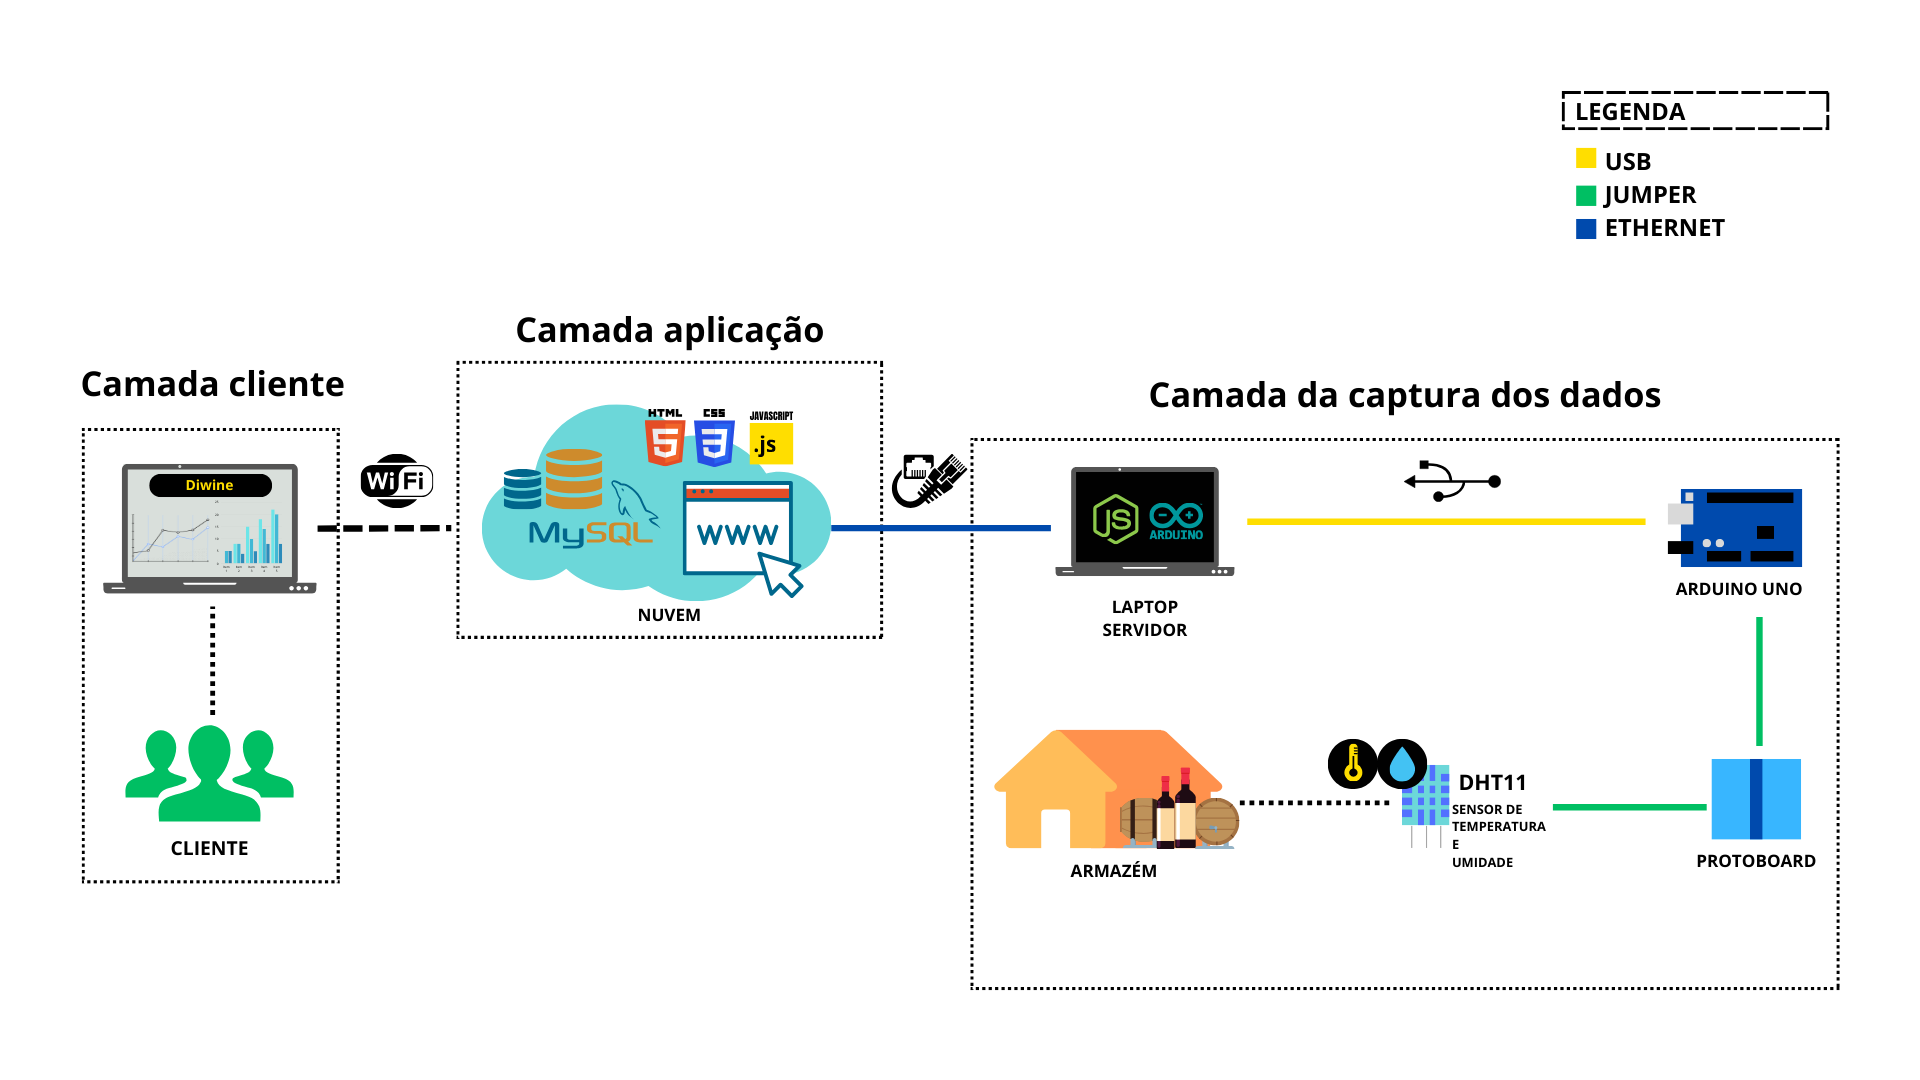 LEGENDA
USB
JUMPER
ETHERNET
Camada aplicação
Camada cliente
Camada da captura dos dados
HTML
CSS
JAVASCRIPT
5
3
.js
Diwine
WiFi
MySQL
WWW
NUVEM
JS
ARDUINO
LAPTOP
SERVIDOR
ARDUINO UNO
DHT11
SENSOR DE
TEMPERATURA
E
UMIDADE
CLIENTE
ARMAZÉM
PROTOBOARD